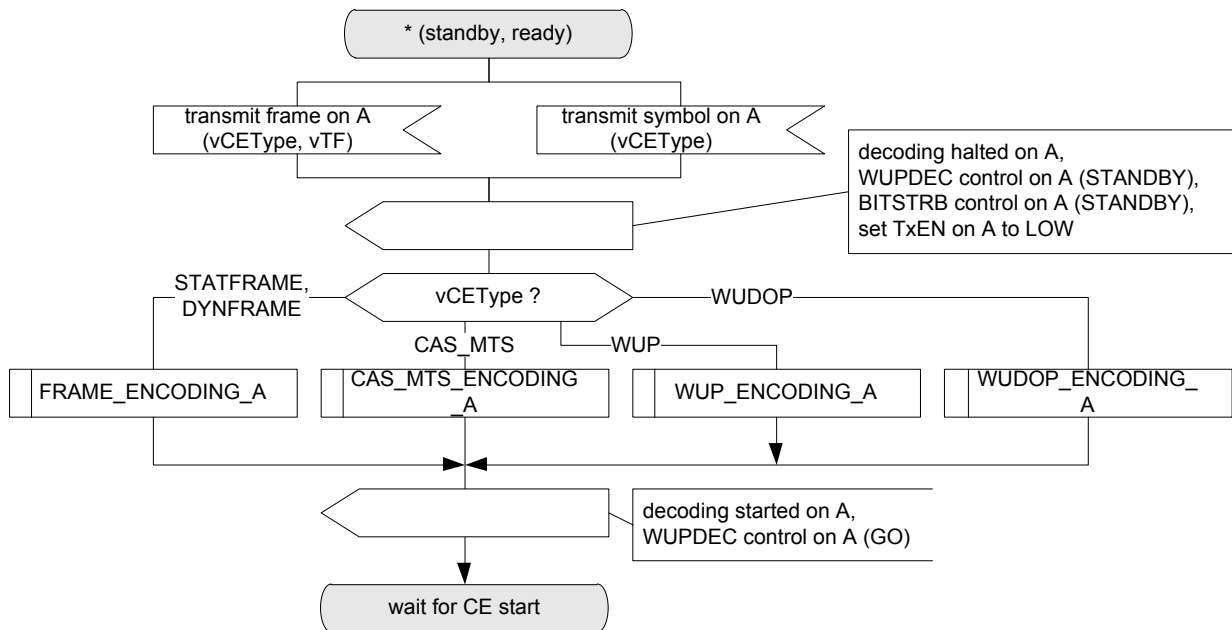 * (standby, ready)
transmit frame on A
(vCEType, vTF)
transmit symbol on A
(vCEType)
decoding halted on A,
WUPDEC control on A (STANDBY),
BITSTRB control on A (STANDBY),
set TxEN on A to LOW
STATFRAME,
DYNFRAME
vCEType ?
WUDOP
CAS_MTS
WUP
FRAME_ENCODING_A
CAS_MTS_ENCODING
_A
WUP_ENCODING_A
WUDOP_ENCODING_
A
decoding started on A,
WUPDEC control on A (GO)
wait for CE start